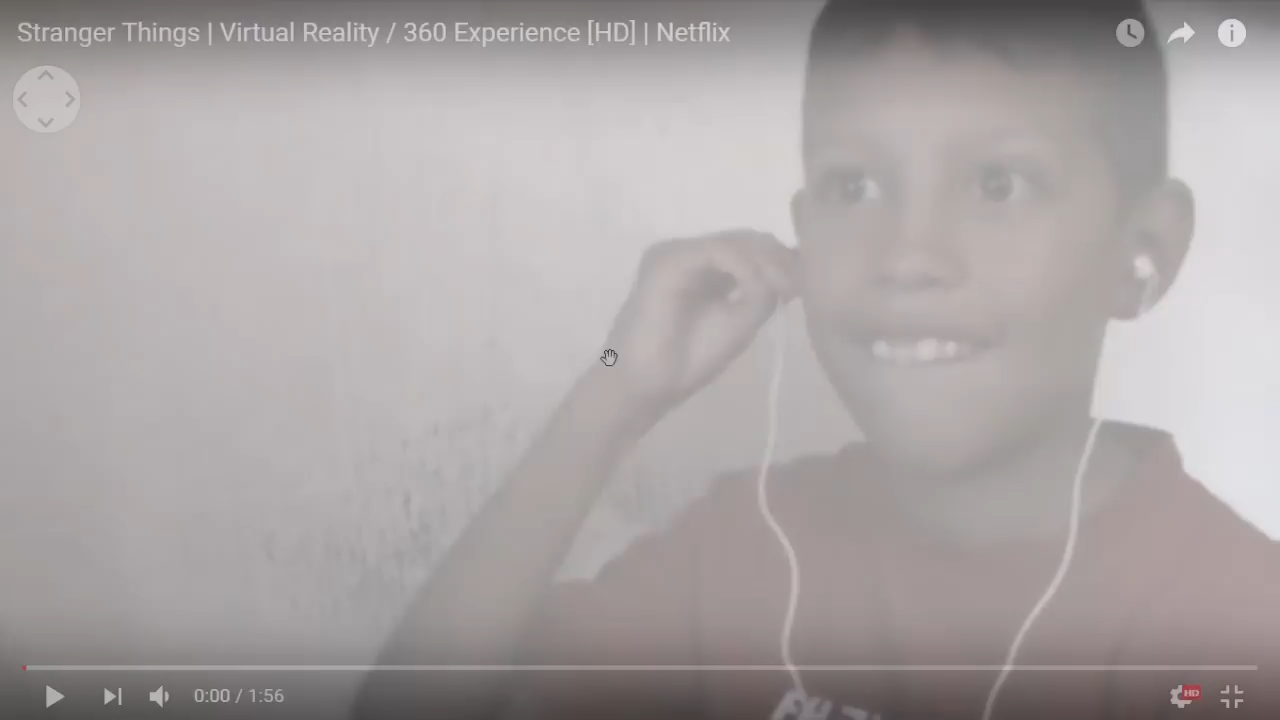 Stranger Things | Virtual Reality / 360 Experience [HD] | Netflix
0:00 / 1:56
HD